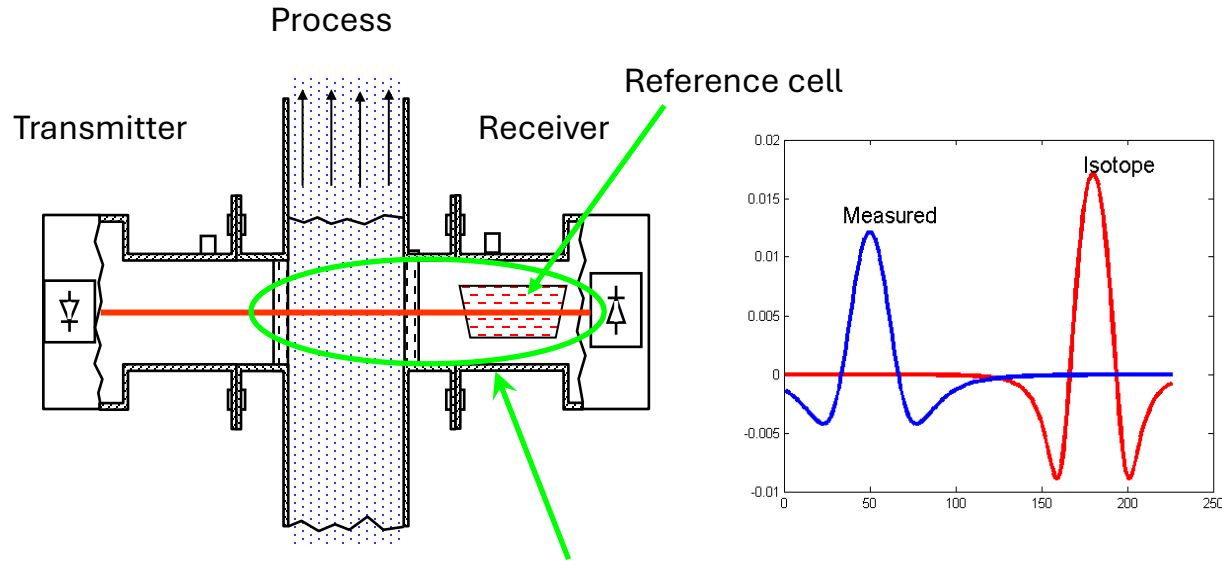 Process
Transmitter
Receiver
Reference cell
0.02
0.015
0.01
0.005
0
-0.005
-0.01
0
50
100
150
200
250
Measured
Isotope